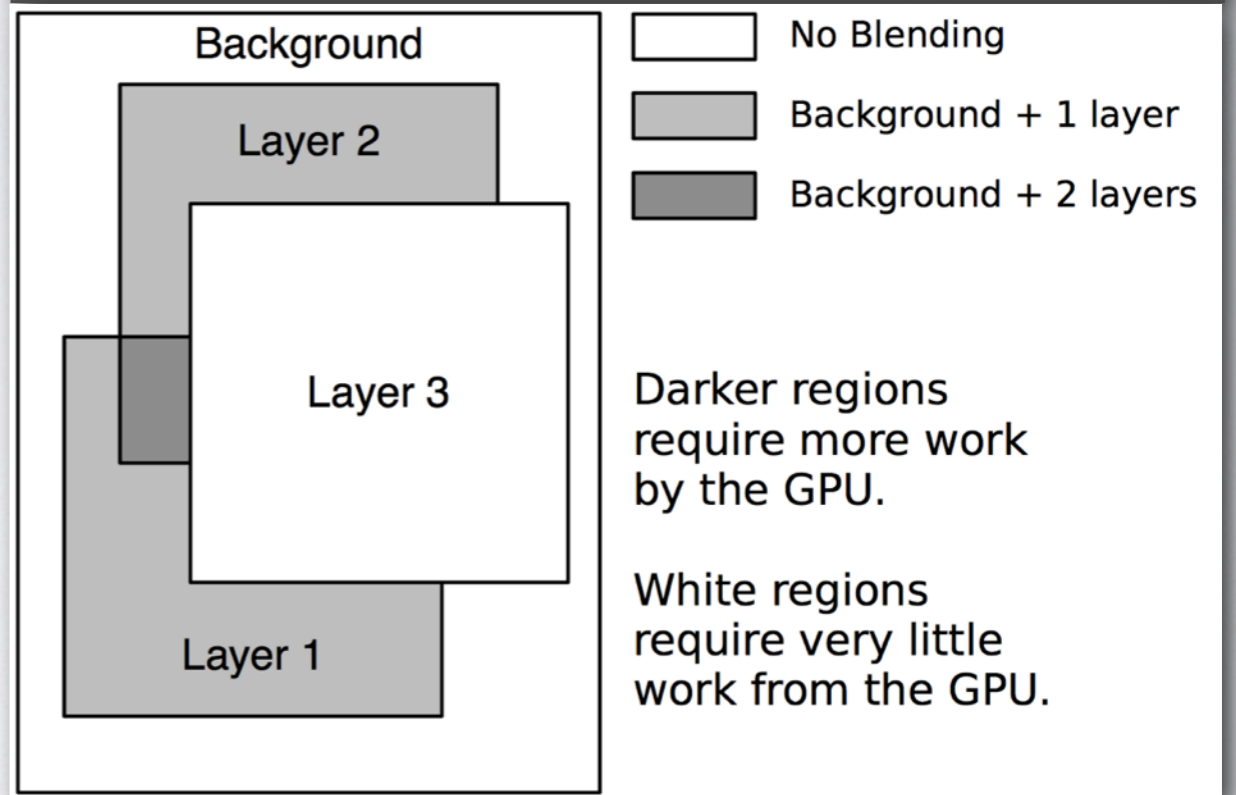 Background
Layer 2
Layer 3
Layer 1
No Blending
Background + 1 layer
Background + 2 layers
Darker regions
require more work
by the GPU.
White regions
require very little
work from the GPU.